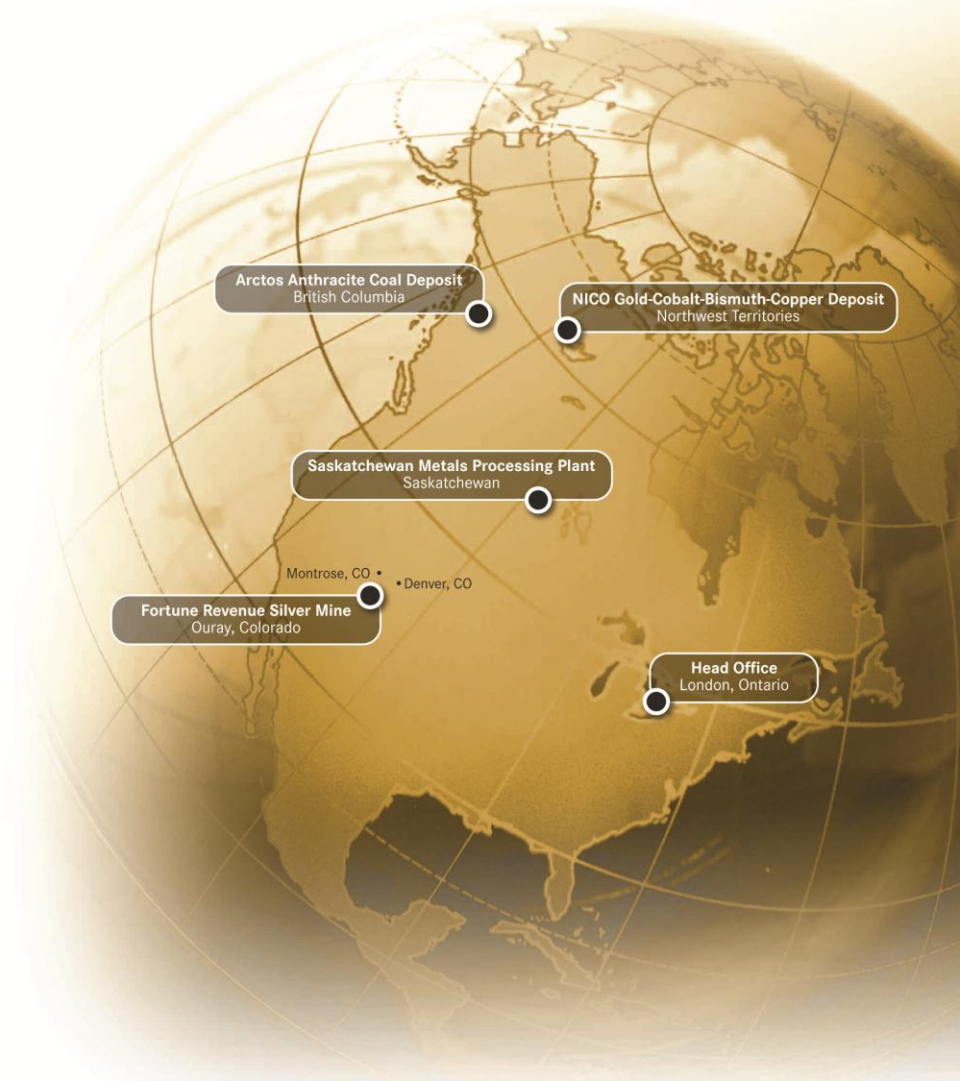 Arctos Anthracite Coal Deposit
British Columbia
NICO Gold-Cobalt-Bismuth-Copper Deposit
Northwest Territories
Saskatchewan Metals Processing Plant
Saskatchewan
Montrose, CO
Denver, CO
Fortune Revenue Silver Mine
Ouray, Colorado
Head Office
London, Ontario